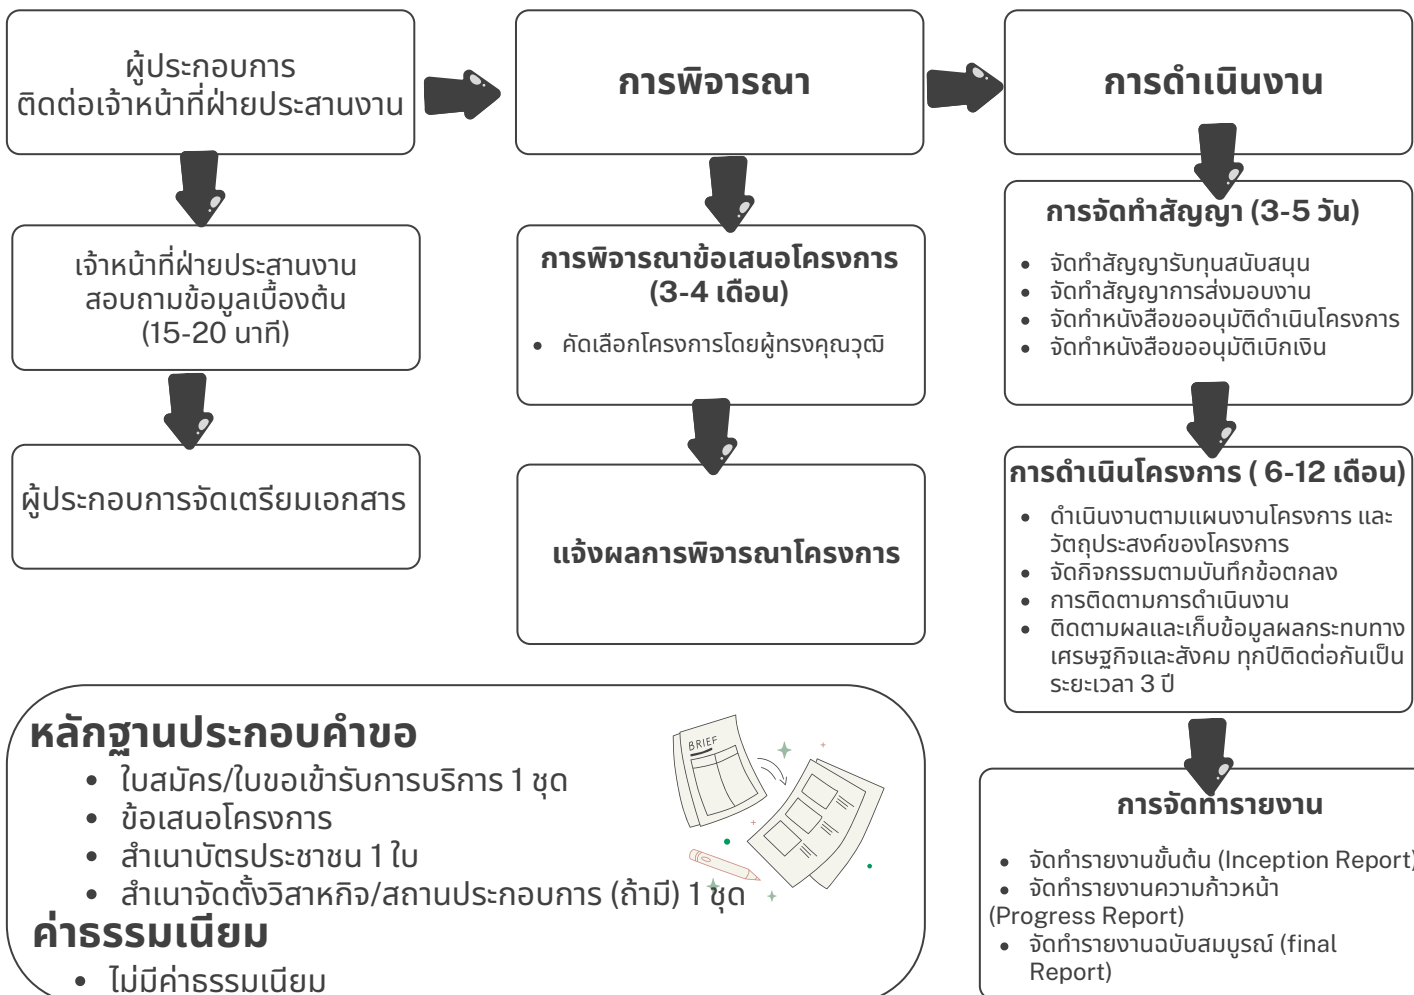 ผู้ประกอบการ
ติดต่อเจ้าหน้าที่ฝ่ายประสานงาน
เจ้าหน้าที่ฝ่ายประสานงาน
สอบถามข้อมูลเบื้องต้น
(15-20 นาที)
ผู้ประกอบการจัดเตรียมเอกสาร
การพิจารณา
การพิจารณาข้อเสนอโครงการ
(3-4 เดือน)
• คัดเลือกโครงการโดยผู้ทรงคุณวุฒิ
แจ้งผลการพิจารณาโครงการ
การดำเนินงาน
การจัดทำสัญญา (3-5 วัน)
• จัดทำสัญญารับทุนสนับสนุน
• จัดทำสัญญาการส่งมอบงาน
• จัดทำหนังสือขออนุมัติดำเนินโครงการ
• จัดทำหนังสือขออนุมัติเบิกเงิน
การดำเนินโครงการ ( 6-12 เดือน)
• ดำเนินงานตามแผนงานโครงการ และ
วัตถุประสงค์ของโครงการ
• จัดกิจกรรมตามบันทึกข้อตกลง
• การติดตามการดำเนินงาน
• ติดตามผลและเก็บข้อมูลผลกระทบทาง
เศรษฐกิจและสังคม ทุกปีติดต่อกันเป็น
ระยะเวลา 3 ปี
การจัดทำรายงาน
• จัดทำรายงานขั้นต้น (Inception Report)
• จัดทำรายงานความก้าวหน้า
(Progress Report)
• จัดทำรายงานฉบับสมบูรณ์ (final
Report)
หลักฐานประกอบคำขอ
• ใบสมัคร/ใบขอเข้ารับการบริการ 1 ชุด
• ข้อเสนอโครงการ
• สำเนาบัตรประชาชน 1 ใบ
• สำเนาจัดตั้งวิสาหกิจ/สถานประกอบการ (ถ้ามี) 1 ชุด
ค่าธรรมเนียม
• ไม่มีค่าธรรมเนียม
BRIEF